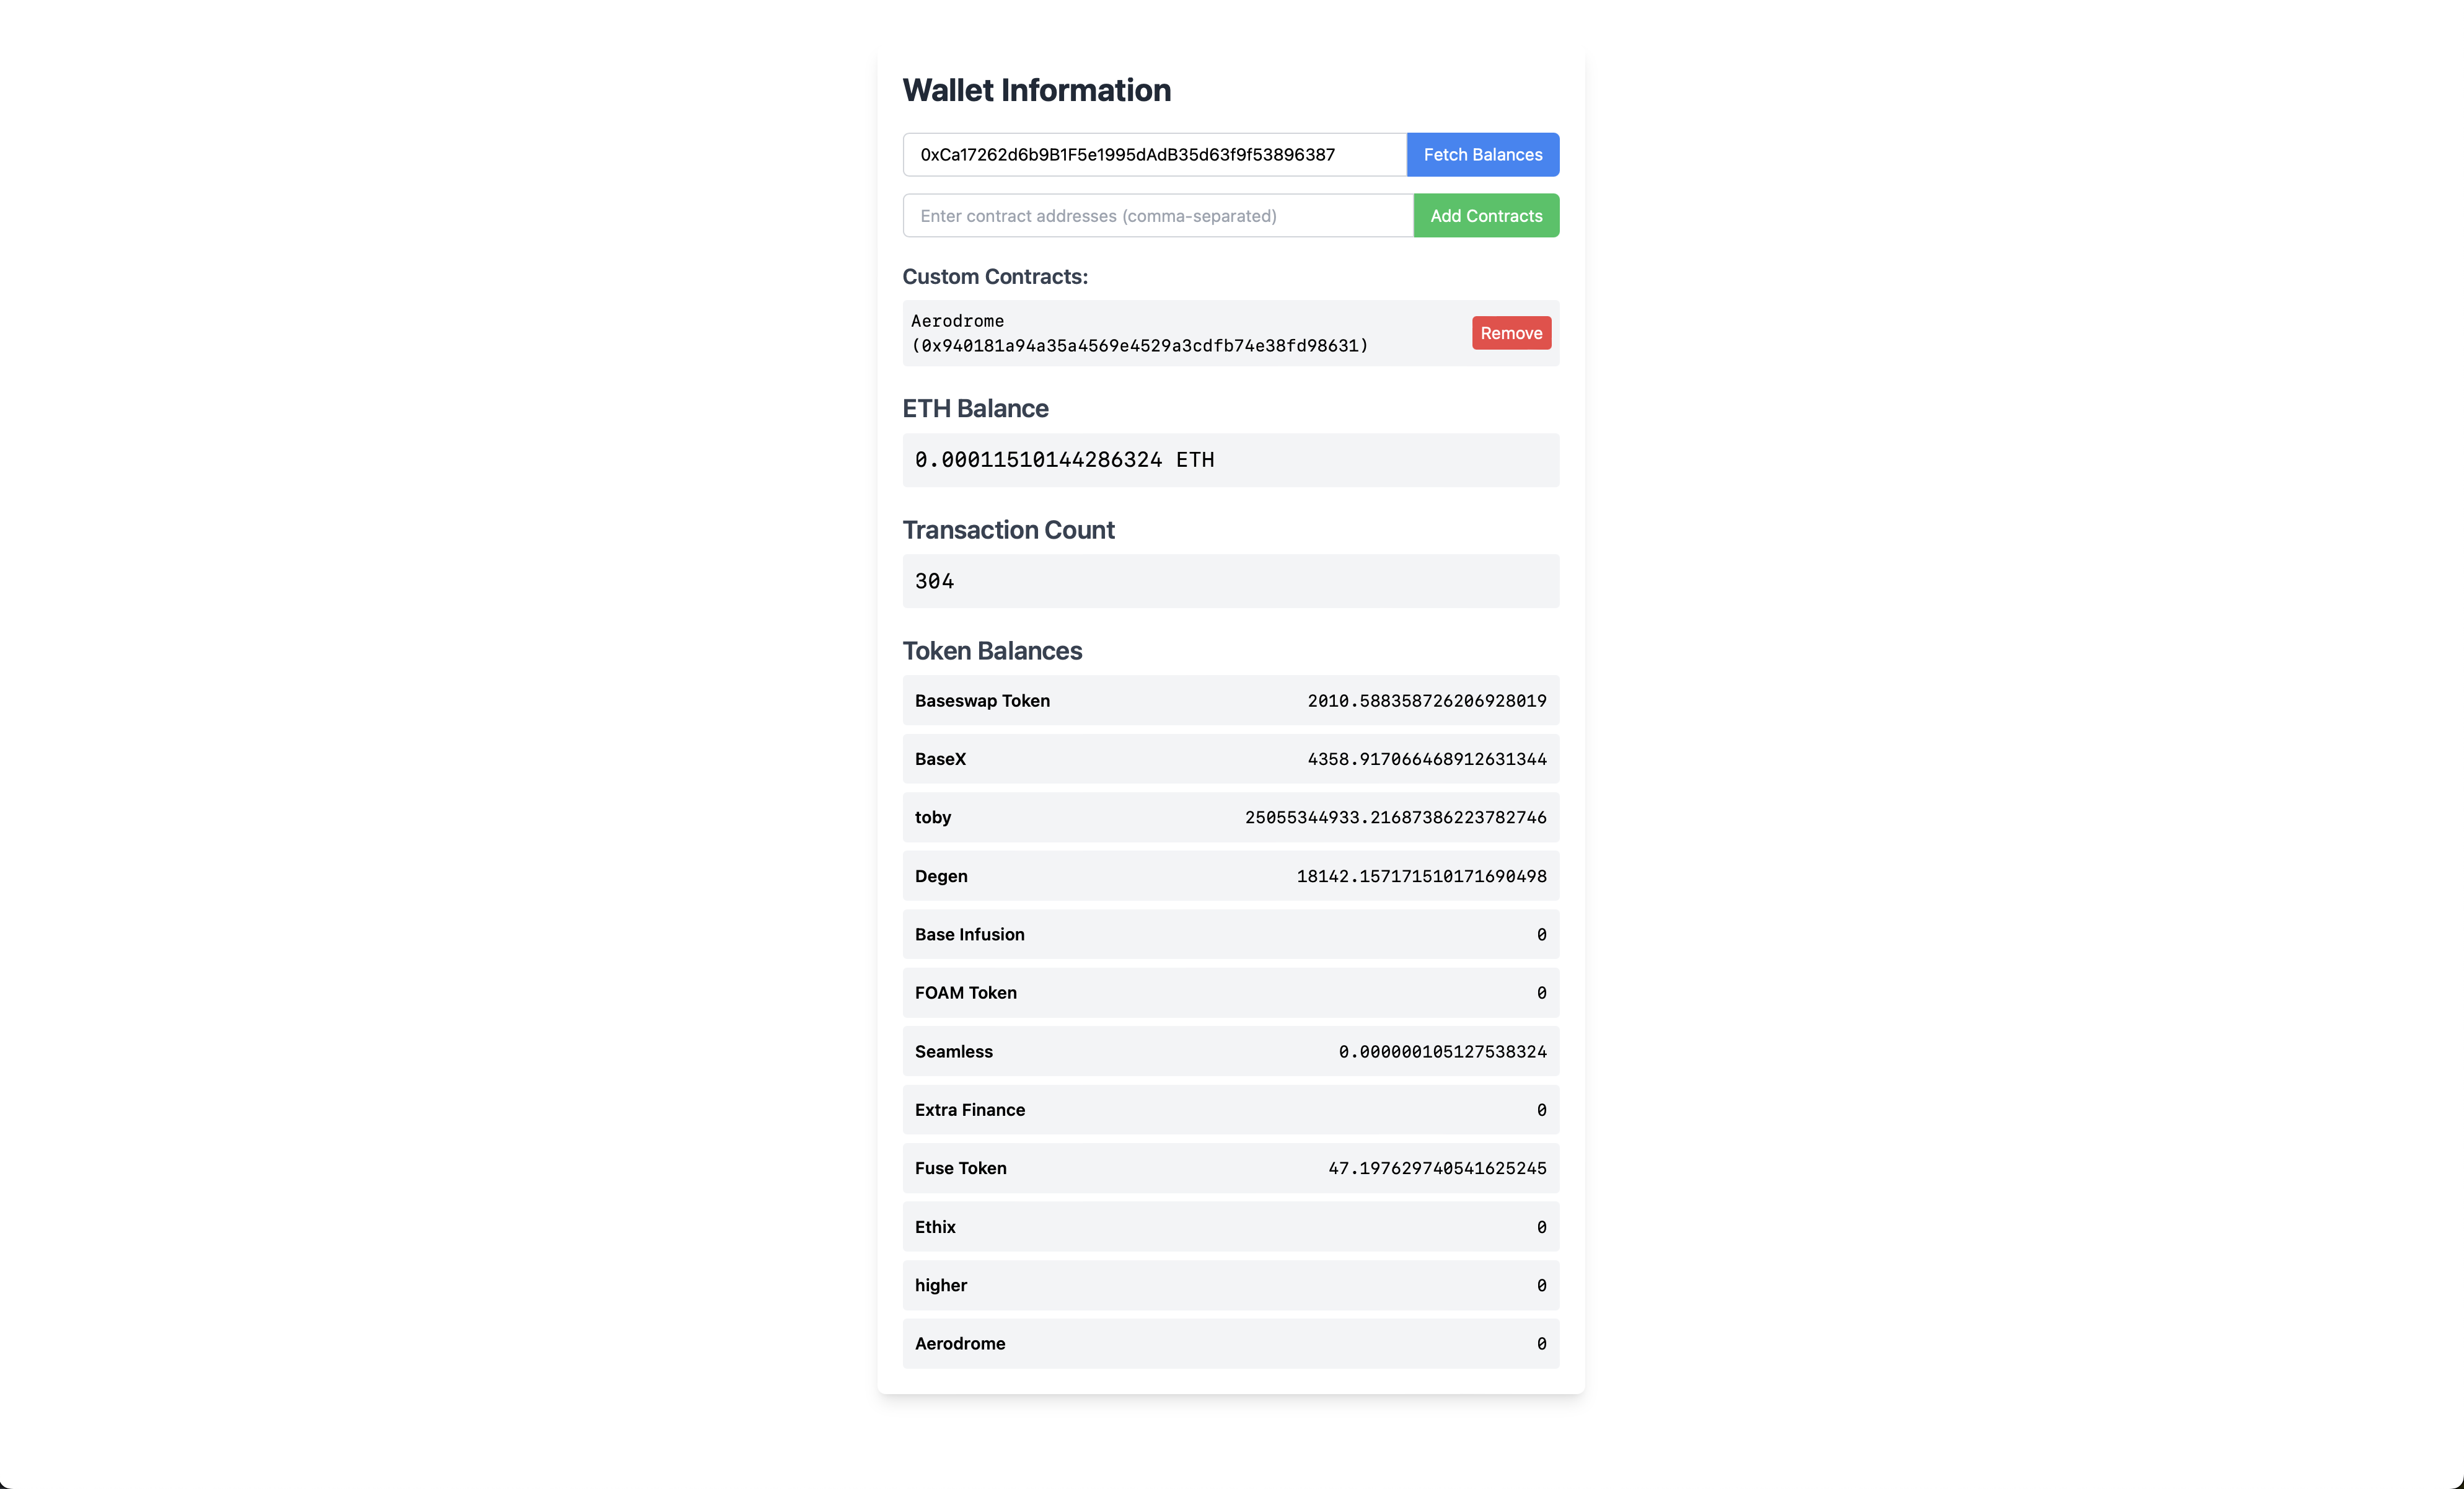 Wallet Information
0xCa17262d6b9B1F5e1995dAdB35d63f9f53896387
Fetch Balances
Enter contract addresses (comma-separated)
Add Contracts
Custom Contracts:
Aerodrome
(0x940181a94a35a4569e4529a3cdfb74e38fd98631)
Remove
ETH Balance
0.00011510144286324 ETH
Transaction Count
304
Token Balances
Baseswap Token 2010.588358726206928019
BaseX 4358.917066468912631344
toby 25055344933.21687386223782746
Degen 18142.157171510171690498
Base Infusion 0
FOAM Token 0
Seamless 0.000000105127538324
Extra Finance 0
Fuse Token 47.197629740541625245
Ethix 0
higher 0
Aerodrome 0